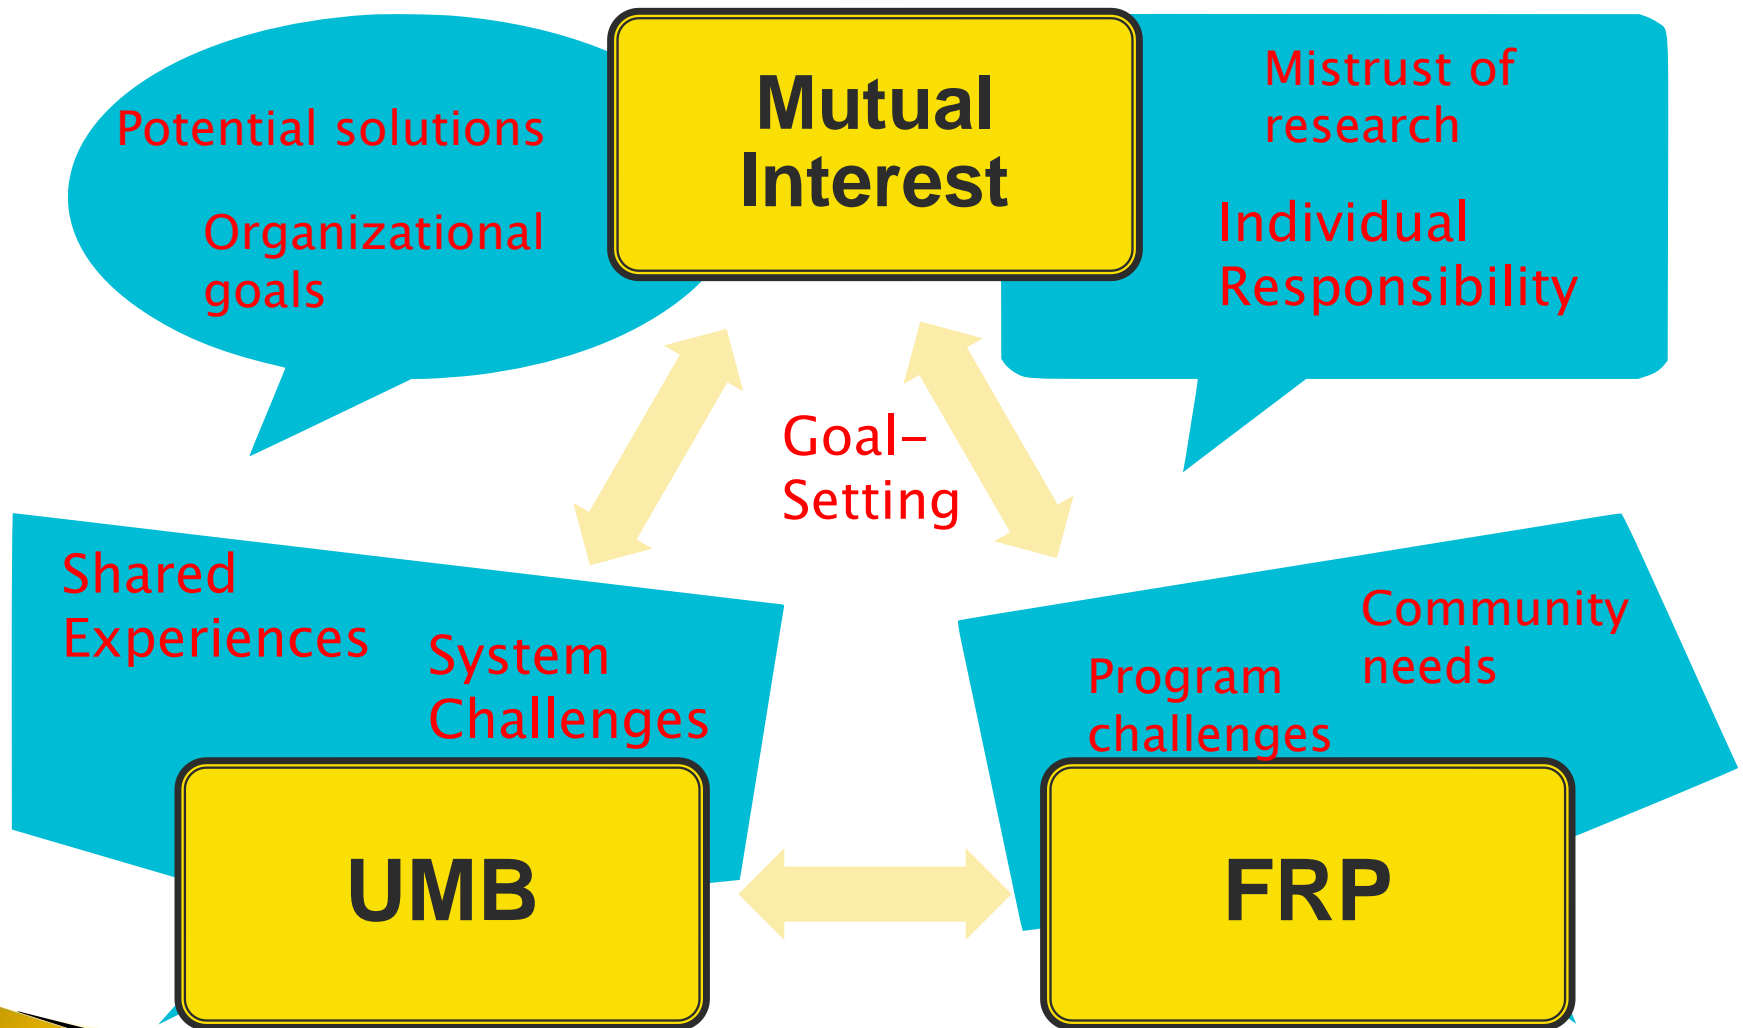 Potential solutions
Organizational
goals
Mutual
Interest
Mistrust of
research
Individual
Responsibility
Goal-
Setting
Shared
Experiences
System
Challenges
Community
needs
Program
challenges
UMB
FRP